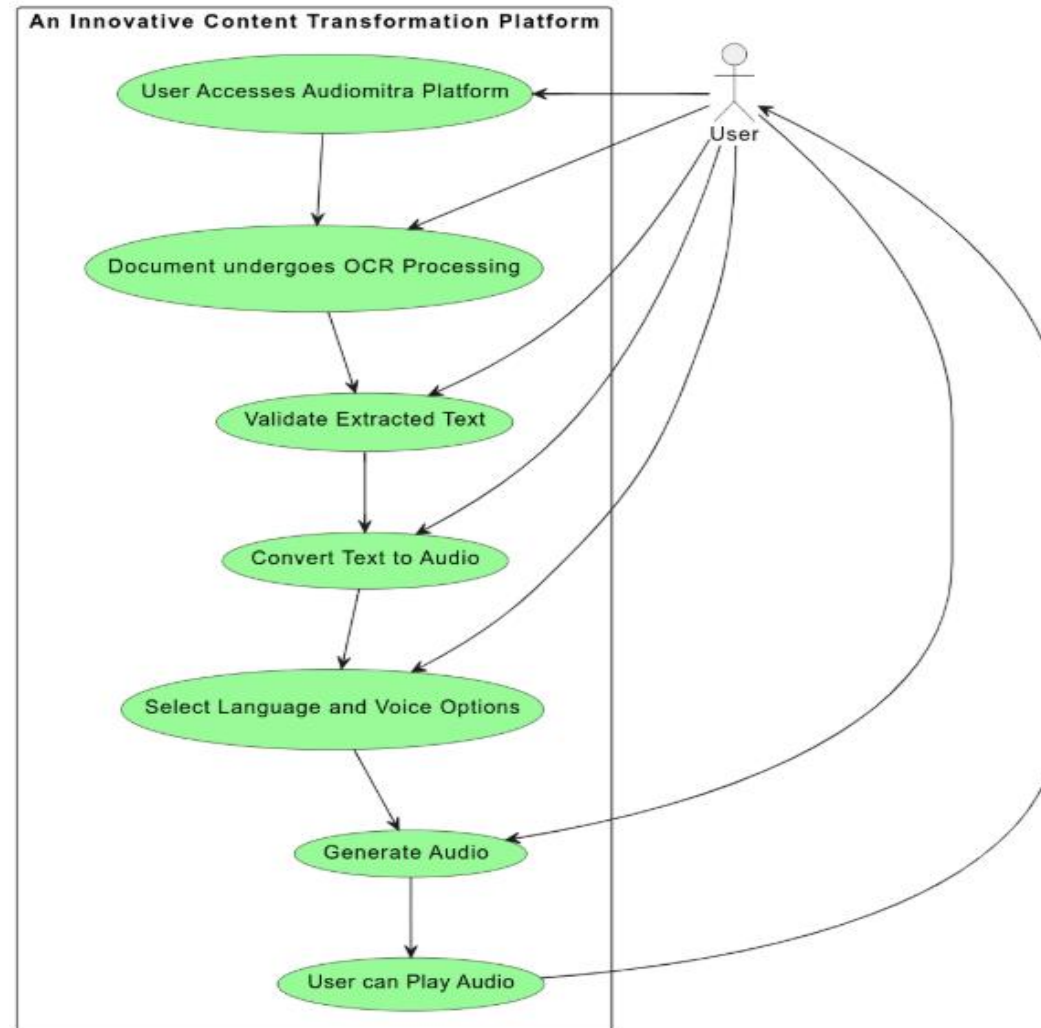 An Innovative Content Transformation Platform
User Accesses Audiomitra Platform
User
Document undergoes OCR Processing
Validate Extracted Text
Convert Text to Audio
Select Language and Voice Options
Generate Audio
User can Play Audio